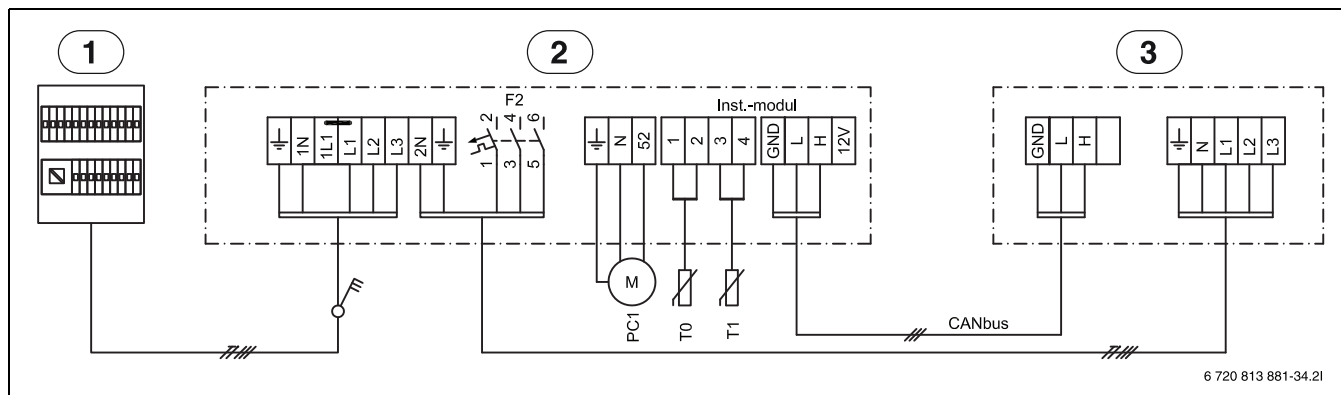 1
2
3
F2
Inst.-modul
1N
1L1
L1
L2
L3
2N
2
4
6
1
3
5
N
52
1
2
3
4
GND
L
H
12V
GND
L
H
N
L1
L2
L3
M
PC1
T0
T1
CANbus
6 720 813 881-34.2I